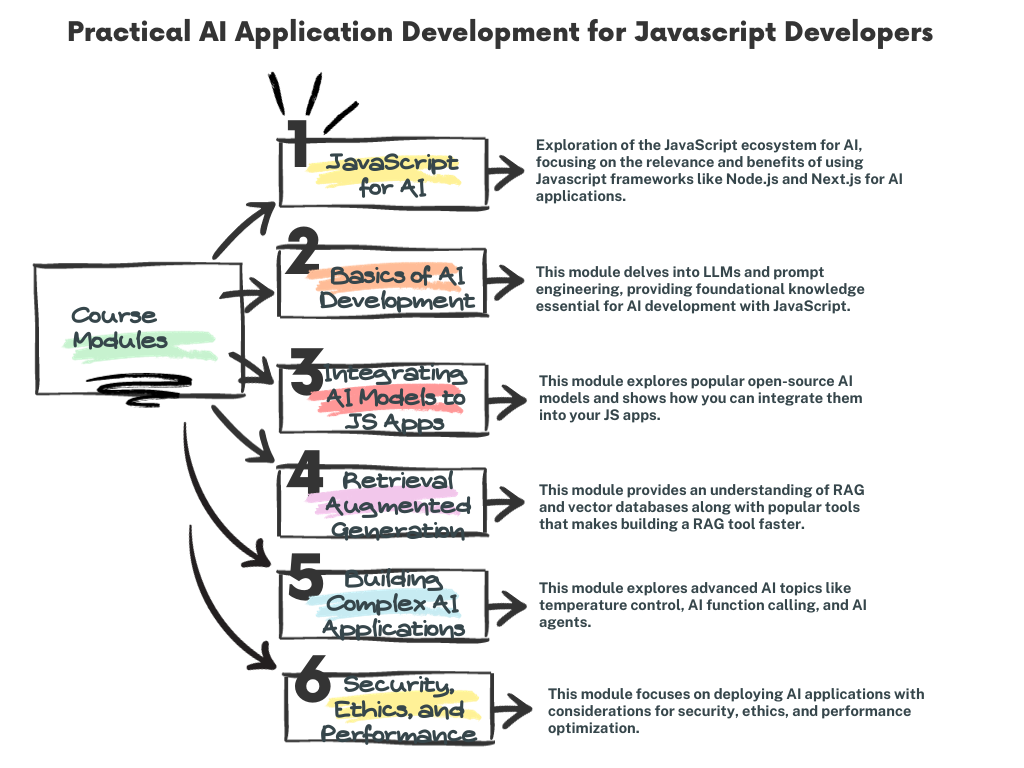 Practical AI Application Development for Javascript Developers
Course
Modules
1
JavaScript
for AI
Exploration of the JavaScript ecosystem for AI,
focusing on the relevance and benefits of using
Javascript frameworks like Node.js and Next.js for AI
applications.
2
Basics of AI
Development
This module delves into LLMs and prompt
engineering, providing foundational knowledge
essential for AI development with JavaScript.
3
Integrating
AI Models to
JS Apps
This module explores popular open-source AI
models and shows how you can integrate them
into your JS apps.
4
Retrieval
Augmented
Generation
This module provides an understanding of RAG
and vector databases along with popular tools
that makes building a RAG tool faster.
5
Building
Complex AI
Applications
This module explores advanced AI topics like
temperature control, AI function calling, and AI
agents.
6
Security,
Ethics, and
Performance
This module focuses on deploying AI applications with
considerations for security, ethics, and performance
optimization.